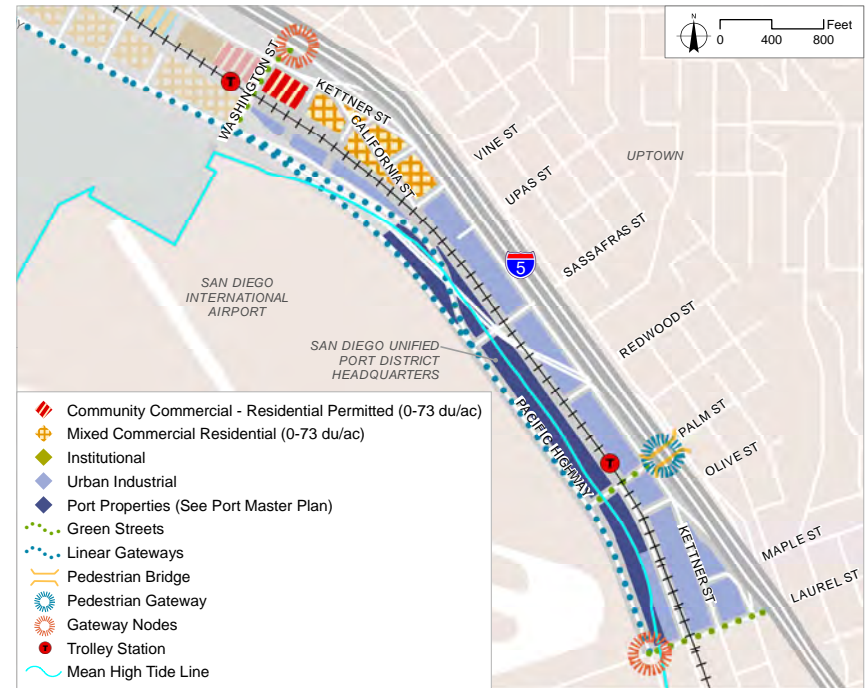 N
Feet
0 400 800
WASHINGTON ST
T
KETTNER ST
CALIFORNIA ST
VINE ST
UPTOWN
UPAS ST
SASSAFRAS ST
5
SAN DIEGO
INTERNATIONAL
AIRPORT
REDWOOD ST
SAN DIEGO UNIFIED
PORT DISTRICT
HEADQUARTERS
PACIFIC HIGHWAY
PALM ST
T
OLIVE ST
KETTNER ST
MAPLE ST
LAUREL ST
Community Commercial - Residential Permitted (0-73 du/ac)
Mixed Commercial Residential (0-73 du/ac)
Institutional
Urban Industrial
Port Properties (See Port Master Plan)
Green Streets
Linear Gateways
Pedestrian Bridge
Pedestrian Gateway
Gateway Nodes
T Trolley Station
Mean High Tide Line